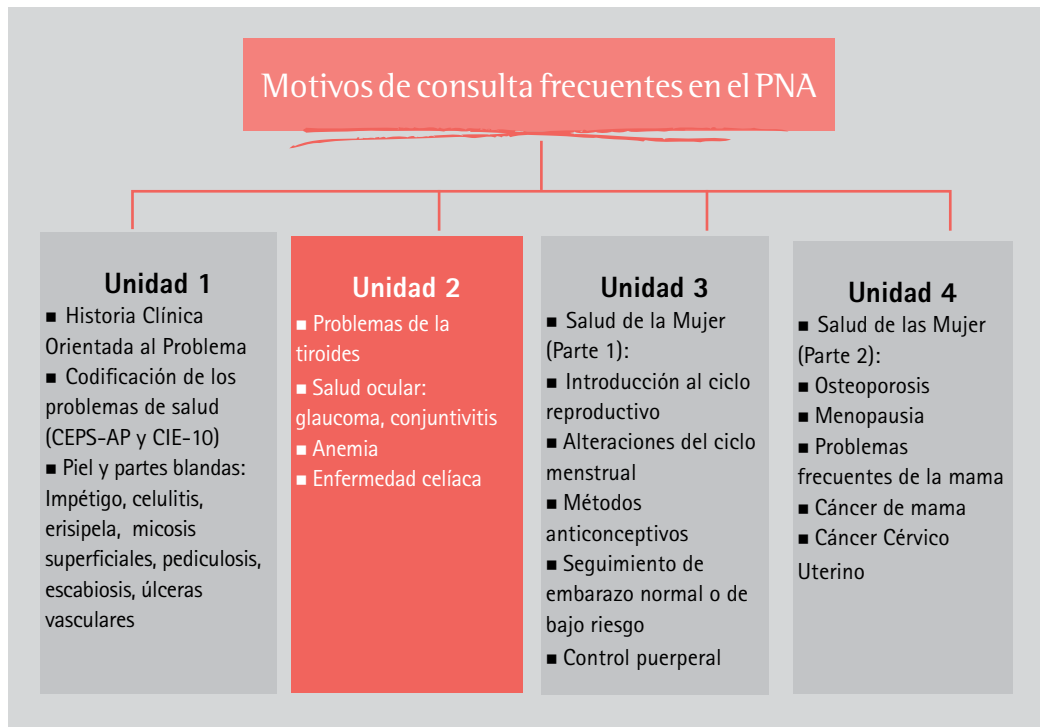 Motivos de consulta frecuentes en el PNA
Unidad 1
■ Historia Clínica
Orientada al Problema
■ Codificación de los
problemas de salud
(CEPS-AP y CIE-10)
■ Piel y partes blandas:
Impétigo, celulitis,
erisipela, micosis
superficiales, pediculosis,
escabiosis, úlceras
vasculares
Unidad 2
■ Problemas de la
tiroides
■ Salud ocular:
glaucoma, conjuntivitis
■ Anemia
■ Enfermedad celíaca
Unidad 3
■ Salud de la Mujer
(Parte 1):
■ Introducción al ciclo
reproductivo
■ Alteraciones del ciclo
menstrual
■ Métodos
anticonceptivos
■ Seguimiento de
embarazo normal o de
bajo riesgo
■ Control puerperal
Unidad 4
■ Salud de las Mujer
(Parte 2):
■ Osteoporosis
■ Menopausia
■ Problemas
frecuentes de la mama
■ Cáncer de mama
■ Cáncer Cérvico
Uterino